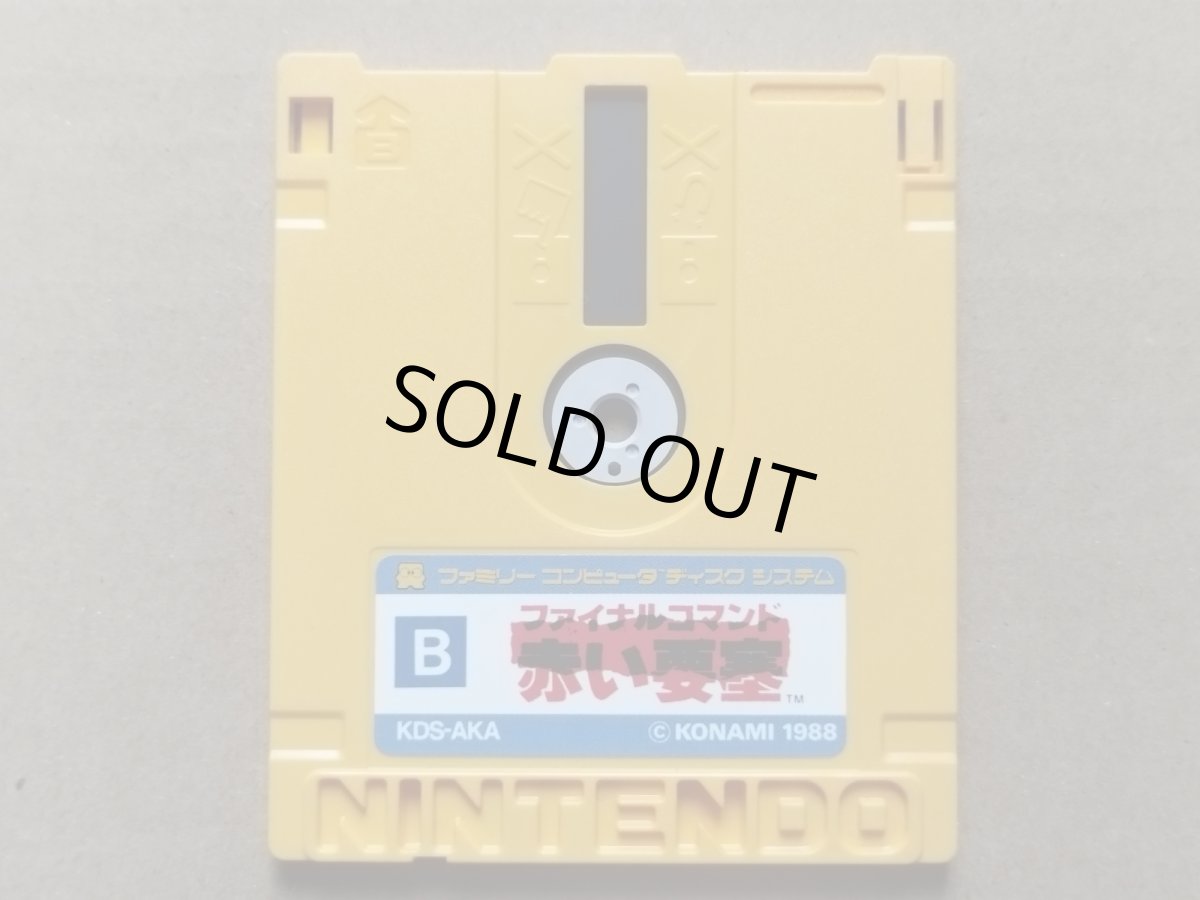 SOLD OUT
ファミリー コンピュータ ディスク システム
B
ファイナルコマンド
赤い要塞
TM
KDS-AKA
© KONAMI 1988
NINTENDO